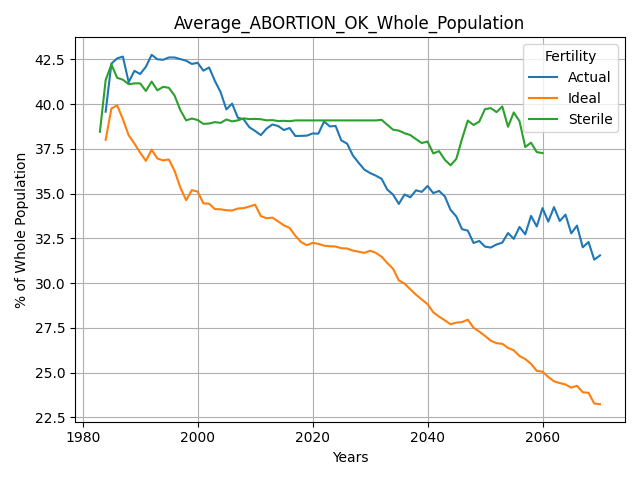 Average_ABORTION_OK_Whole_Population
% of Whole Population
42.5
40.0
37.5
35.0
32.5
30.0
27.5
25.0
22.5
Fertility
Actual
Ideal
Sterile
1980 2000 2020 2040 2060
Years